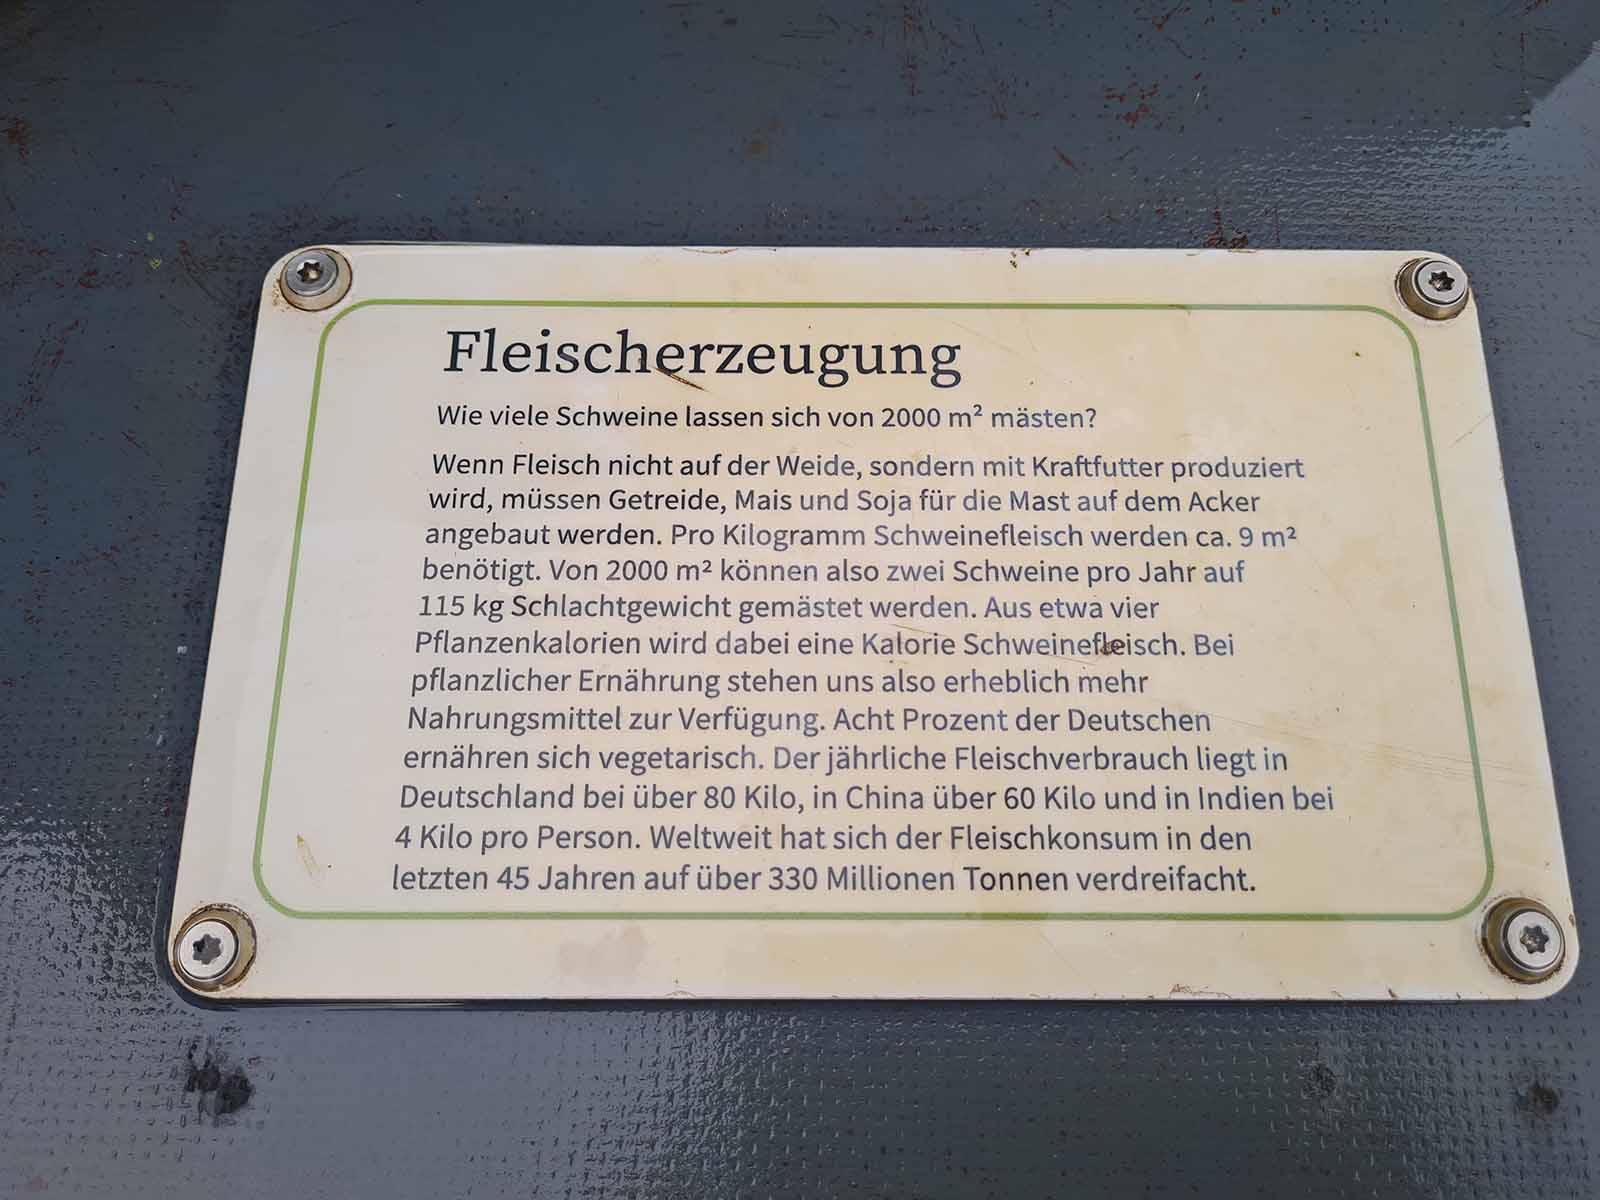 Fleischerzeugung
Wie viele Schweine lassen sich von 2000 m² mästen?
Wenn Fleisch nicht auf der Weide, sondern mit Kraftfutter produziert
wird, müssen Getreide, Mais und Soja für die Mast auf dem Acker
angebaut werden. Pro Kilogramm Schweinefleisch werden ca. 9 m²
benötigt. Von 2000 m² können also zwei Schweine pro Jahr auf
115 kg Schlachtgewicht gemästet werden. Aus etwa vier
Pflanzenkalorien wird dabei eine Kalorie Schweinefleisch. Bei
pflanzlicher Ernährung stehen uns also erheblich mehr
Nahrungsmittel zur Verfügung. Acht Prozent der Deutschen
ernähren sich vegetarisch. Der jährliche Fleischverbrauch liegt in
Deutschland bei über 80 Kilo, in China über 60 Kilo und in Indien bei
4 Kilo pro Person. Weltweit hat sich der Fleischkonsum in den
letzten 45 Jahren auf über 330 Millionen Tonnen verdreifacht.